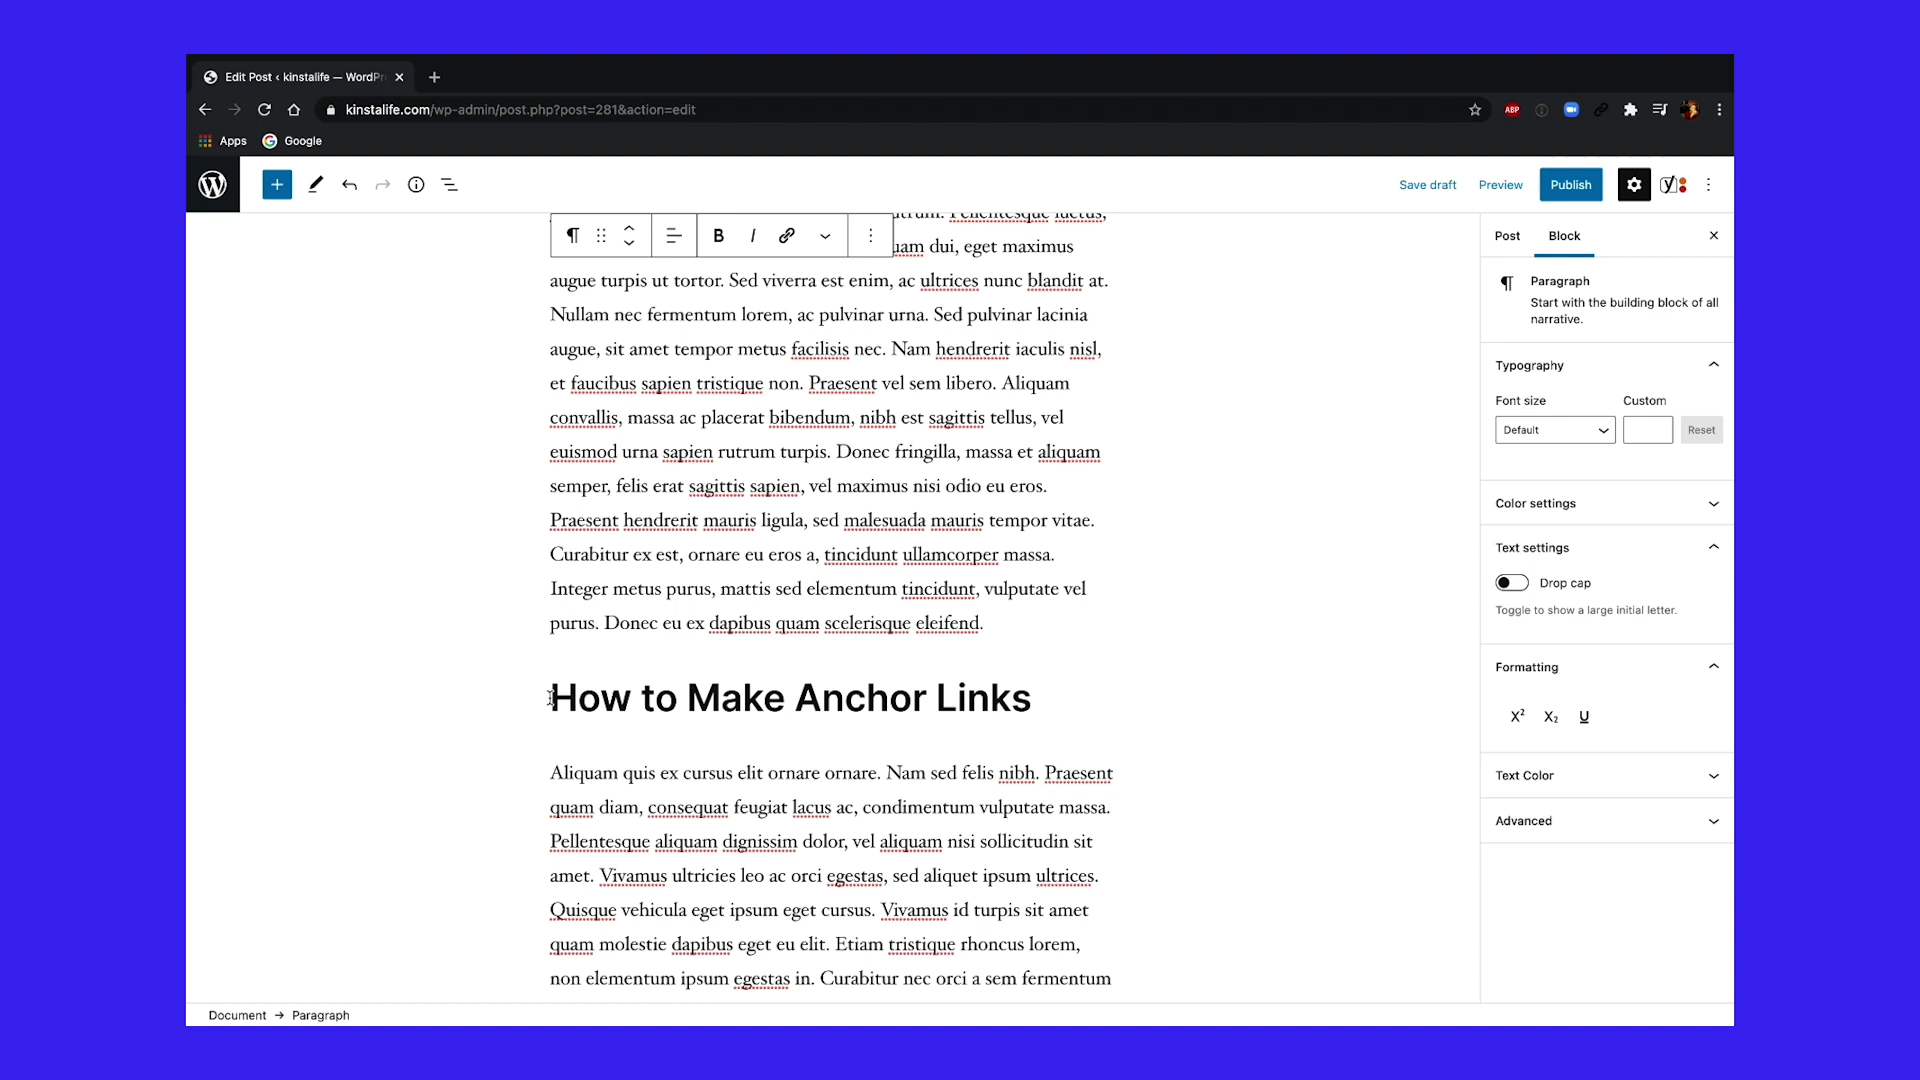 Edit Post ‹ kinstalife — WordPr
kinstalife.com/wp-admin/post.php?post=281&action=edit
ABP
Apps
Google
Save draft
Preview
Publish
utrum. Pellentesque luctus,
uam dui, eget maximus
augue turpis ut tortor. Sed viverra est enim, ac ultrices nunc blandit at.
Nullam nec fermentum lorem, ac pulvinar urna. Sed pulvinar lacinia
augue, sit amet tempor metus facilisis nec. Nam hendrerit iaculis nisl,
et faucibus sapien tristique non. Praesent vel sem libero. Aliquam
convallis, massa ac placerat bibendum, nibh est sagittis tellus, vel
euismod urna sapien rutrum turpis. Donec fringilla, massa et aliquam
semper, felis erat sagittis sapien, vel maximus nisi odio eu eros.
Praesent hendrerit mauris ligula, sed malesuada mauris tempor vitae.
Curabitur ex est, ornare eu eros a, tincidunt ullamcorper massa.
Integer metus purus, mattis sed elementum tincidunt, vulputate vel
purus. Donec eu ex dapibus quam scelerisque eleifend.
How to Make Anchor Links
Aliquam quis ex cursus elit ornare ornare. Nam sed felis nibh. Praesent
quam diam, consequat feugiat lacus ac, condimentum vulputate massa.
Pellentesque aliquam dignissim dolor, vel aliquam nisi sollicitudin sit
amet. Vivamus ultricies leo ac orci egestas, sed aliquet ipsum ultrices.
Quisque vehicula eget ipsum eget cursus. Vivamus id turpis sit amet
quam molestie dapibus eget eu elit. Etiam tristique rhoncus lorem,
non elementum ipsum egestas in. Curabitur nec orci a sem fermentum
Post
Block
Paragraph
Start with the building block of all
narrative.
Typography
Font size
Custom
Default
Reset
Color settings
Text settings
Drop cap
Toggle to show a large initial letter.
Formatting
X² X₂ U
Text Color
Advanced
Document → Paragraph